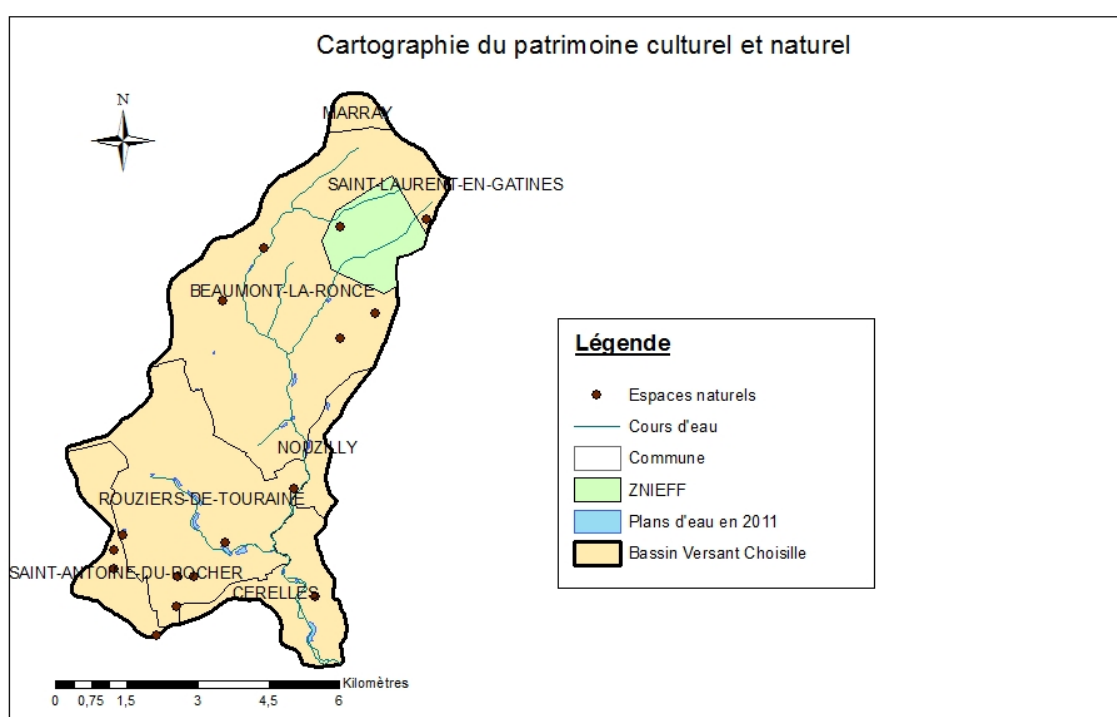 Cartographie du patrimoine culturel et naturel
N
MARRAY
SAINT-LAURENT-EN-GATINES
BEAUMONT-LA-RONCE
NOUZILLY
ROUZIERS-DE-TOURAINE
SAINT-ANTOINE-DU-ROCHER
CERELLES
Légende
Espaces naturels
Cours d'eau
Commune
ZNIEFF
Plans d'eau en 2011
Bassin Versant Choisille
Kilomètres
0 0,75 1,5 3 4,5 6